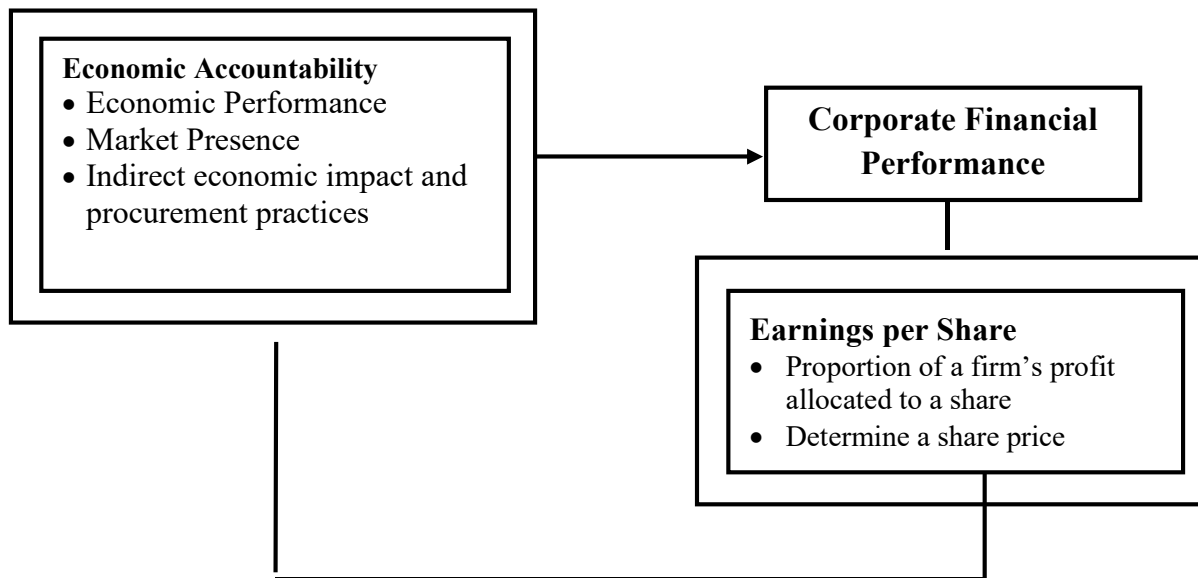 Economic Accountability
• Economic Performance
• Market Presence
• Indirect economic impact and
procurement practices
Corporate Financial
Performance
Earnings per Share
• Proportion of a firm’s profit
allocated to a share
• Determine a share price